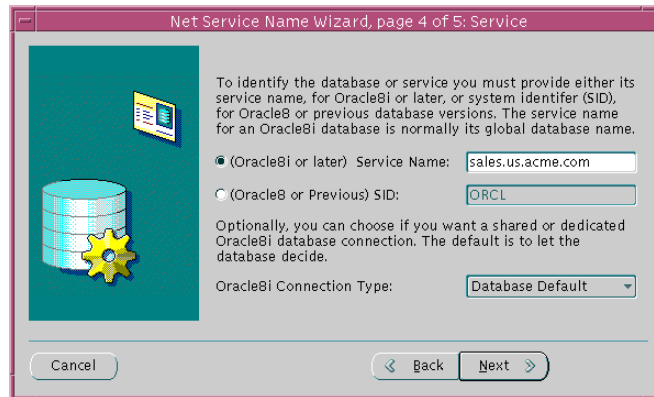 Net Service Name Wizard, page 4 of 5: Service
To identify the database or service you must provide either its
service name, for Oracle8i or later, or system identifer (SID),
for Oracle8 or previous database versions. The service name
for an Oracle8i database is normally its global database name.
(Oracle8i or later) Service Name: sales.us.acme.com
(Oracle8 or Previous) SID: ORCL
Optionally, you can choose if you want a shared or dedicated
Oracle8i database connection. The default is to let the
database decide.
Oracle8i Connection Type: Database Default
Cancel Back Next